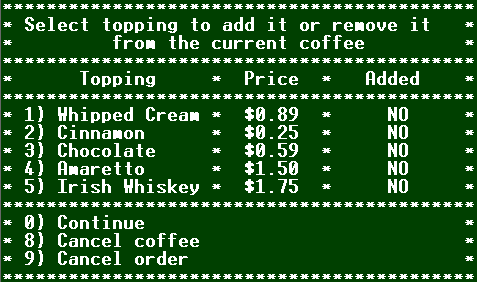 *******************************************
* Select topping to add it or remove it   *
*         from the current coffee         *
*******************************************
*      Topping     *  Price  *   Added    *
*******************************************
* 1) Whipped Cream *  $0.89  *     NO     *
* 2) Cinnamon      *  $0.25  *     NO     *
* 3) Chocolate     *  $0.59  *     NO     *
* 4) Amaretto      *  $1.50  *     NO     *
* 5) Irish Whiskey *  $1.75  *     NO     *
*******************************************
* 0) Continue                             *
* 8) Cancel coffee                        *
* 9) Cancel order                         *
*******************************************